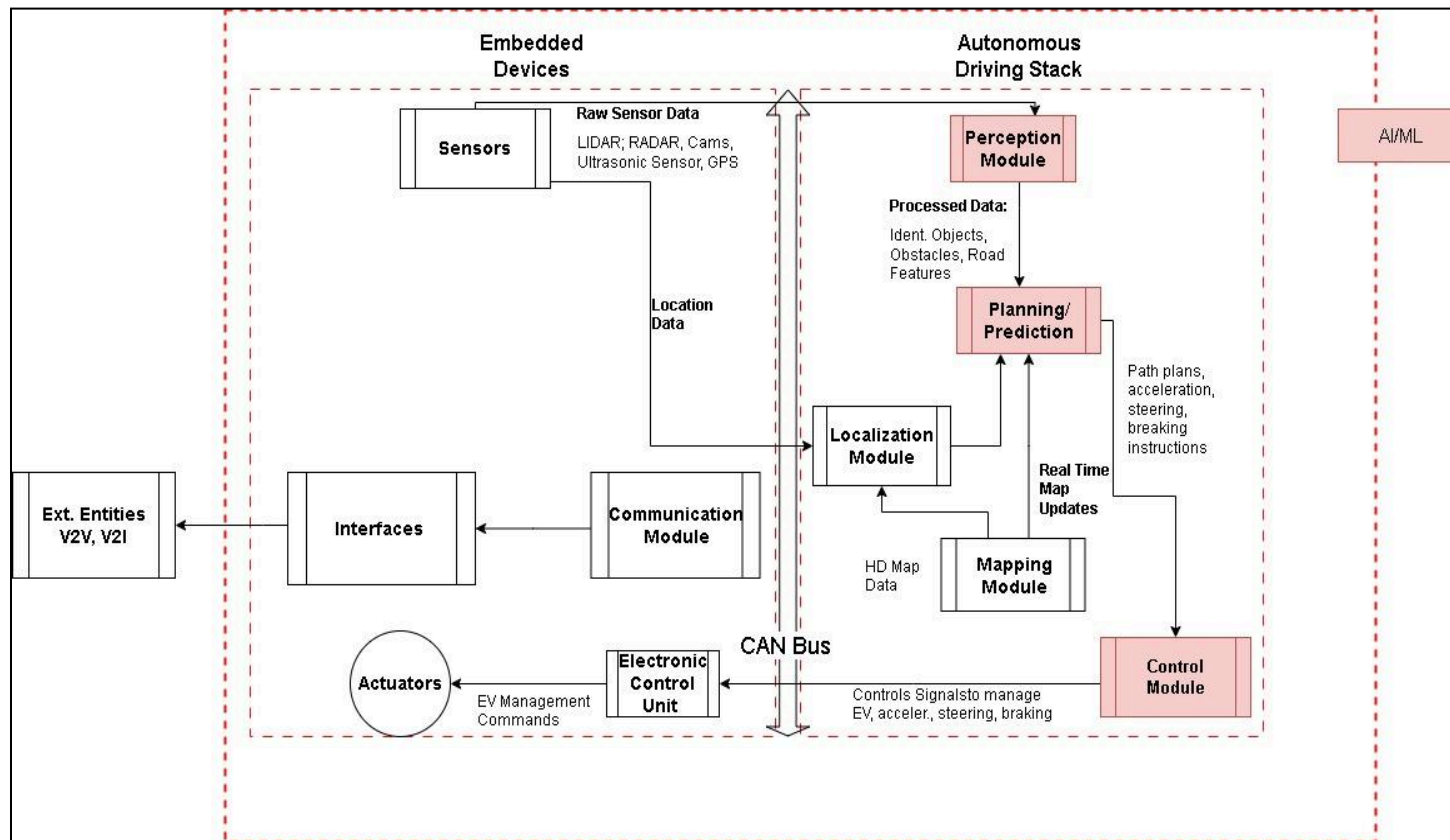 Embedded
Devices
Autonomous
Driving Stack
Sensors
Raw Sensor Data
LIDAR; RADAR, Cams,
Ultrasonic Sensor, GPS
Perception
Module
AI/ML
Processed Data:
Ident. Objects,
Obstacles, Road
Features
Location
Data
Planning/
Prediction
Path plans,
acceleration,
steering,
breaking
instructions
Localization
Module
Real Time
Map
Updates
Ext. Entities
V2V, V2I
Interfaces
Communication
Module
HD Map
Data
Mapping
Module
CAN Bus
Actuators
EV Management
Commands
Electronic
Control
Unit
Controls Signalsto manage
EV, acceler., steering, braking
Control
Module